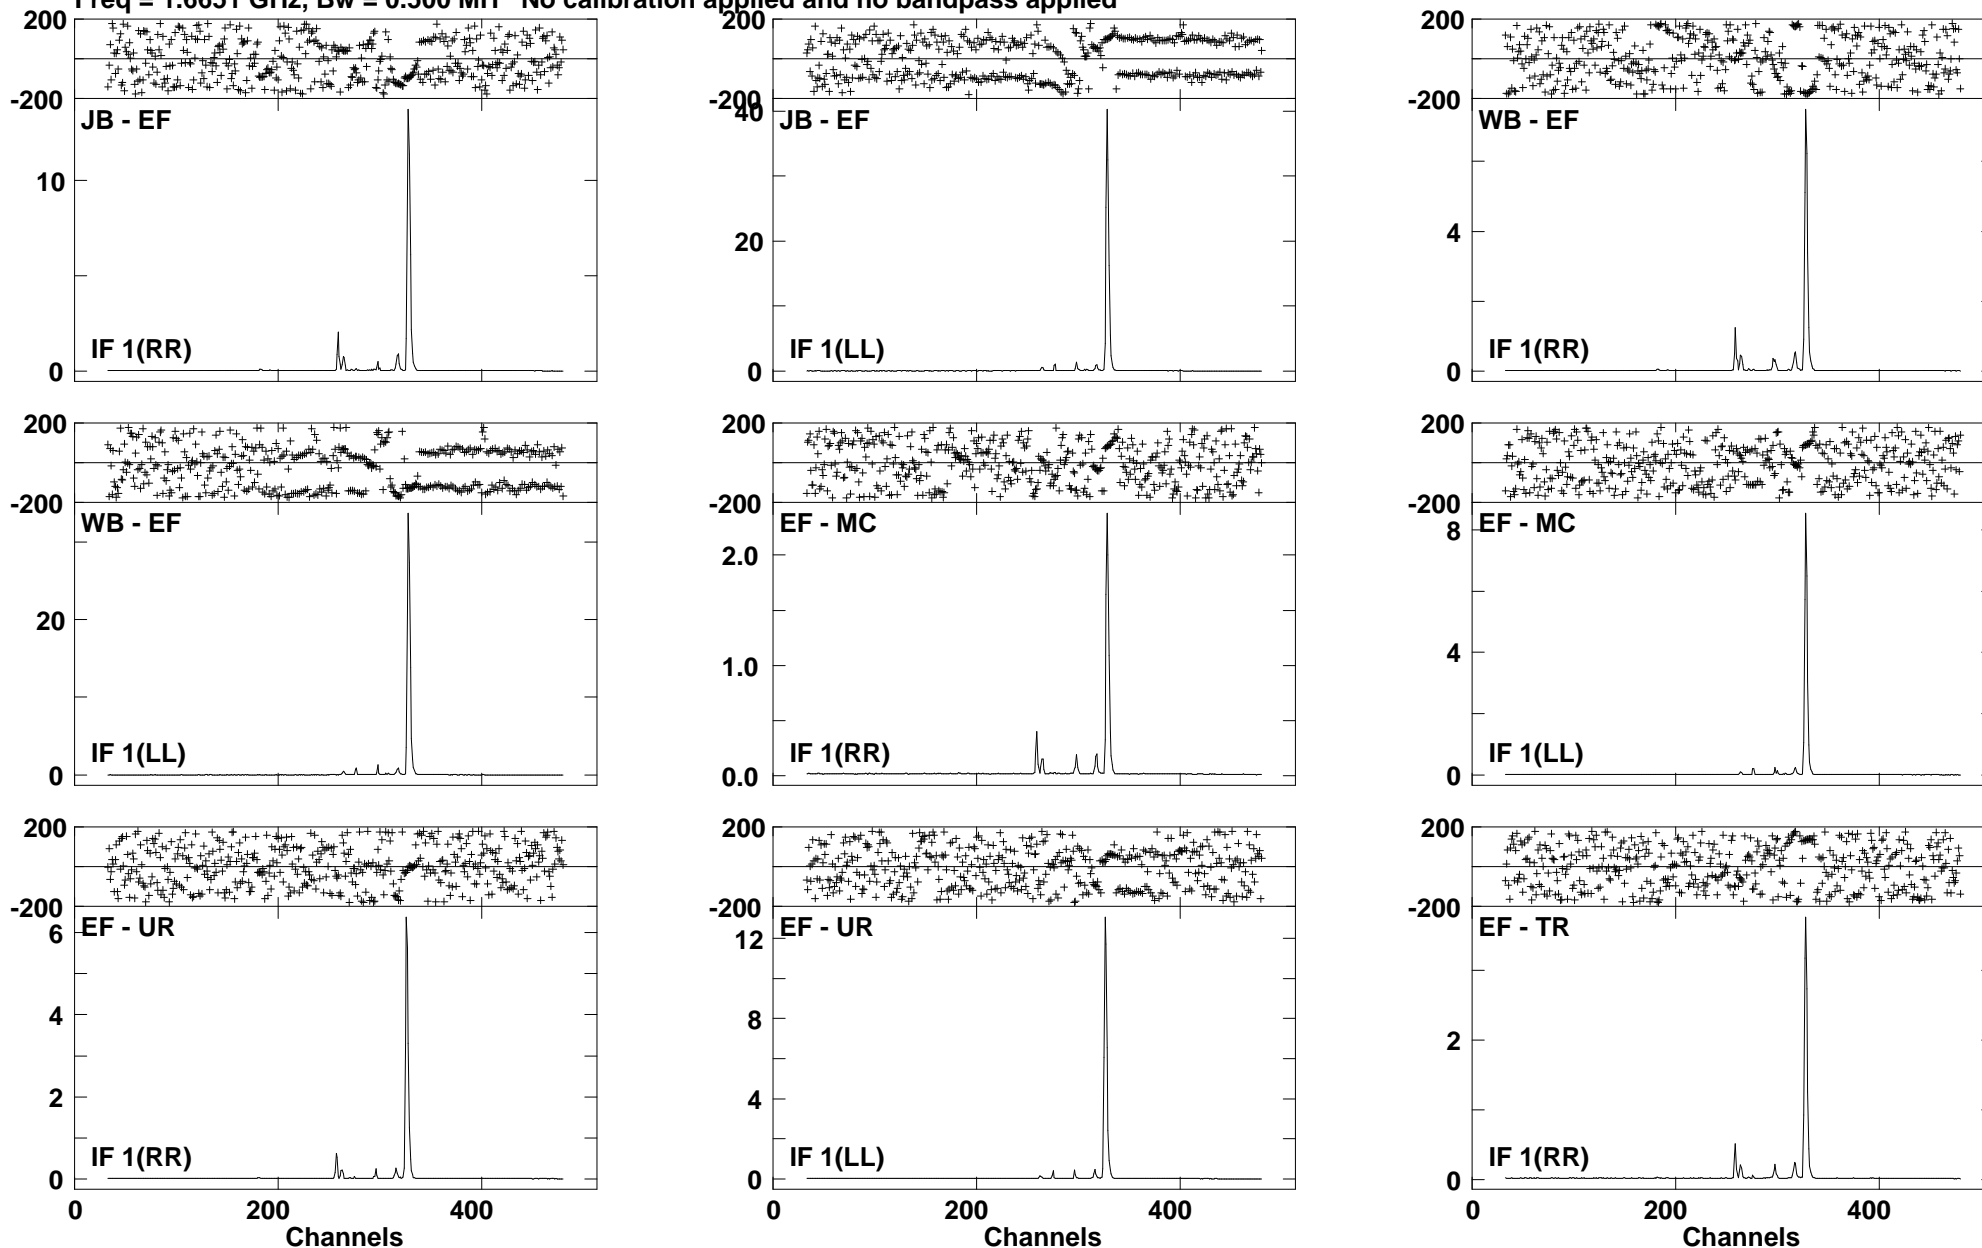 Freq = 1.6651 GHz, Bw = 0.500 MH No calibration applied and no bandpass applied
200
-200
JB - EF
10
0
IF 1(RR)
200
-200
40
JB - EF
20
0
IF 1(LL)
200
-200
WB - EF
4
0
IF 1(RR)
200
-200
WB - EF
20
0
IF 1(LL)
200
-200
EF - MC
2.0
1.0
0.0
IF 1(RR)
200
-200
EF - MC
8
4
0
IF 1(LL)
200
-200
EF - UR
6
4
2
0
IF 1(RR)
0 200 400
Channels
200
-200
EF - UR
12
8
4
0
IF 1(LL)
0 200 400
Channels
200
-200
EF - TR
2
0
IF 1(RR)
0 200 400
Channels